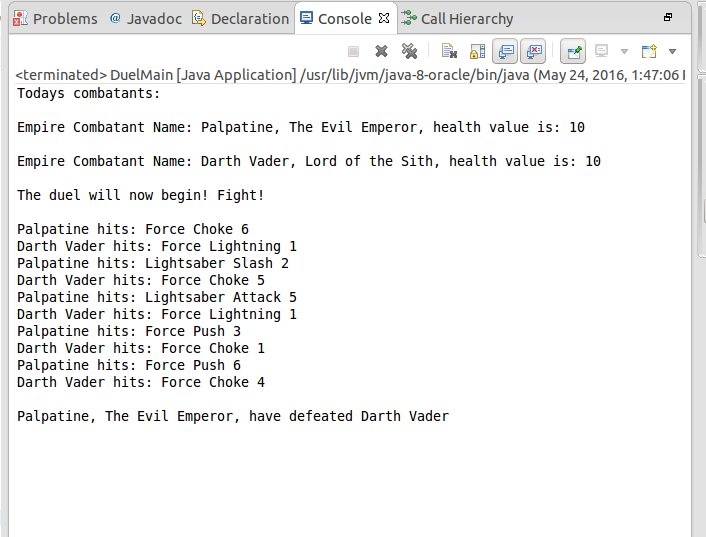 Problems @ Javadoc Declaration Console Call Hierarchy
<terminated> DuelMain [Java Application] /usr/lib/jvm/java-8-oracle/bin/java (May 24, 2016, 1:47:06
Todays combatants:
Empire Combatant Name: Palpatine, The Evil Emperor, health value is: 10
Empire Combatant Name: Darth Vader, Lord of the Sith, health value is: 10
The duel will now begin! Fight!
Palpatine hits: Force Choke 6
Darth Vader hits: Force Lightning 1
Palpatine hits: Lightsaber Slash 2
Darth Vader hits: Force Choke 5
Palpatine hits: Lightsaber Attack 5
Darth Vader hits: Force Lightning 1
Palpatine hits: Force Push 3
Darth Vader hits: Force Choke 1
Palpatine hits: Force Push 6
Darth Vader hits: Force Choke 4
Palpatine, The Evil Emperor, have defeated Darth Vader